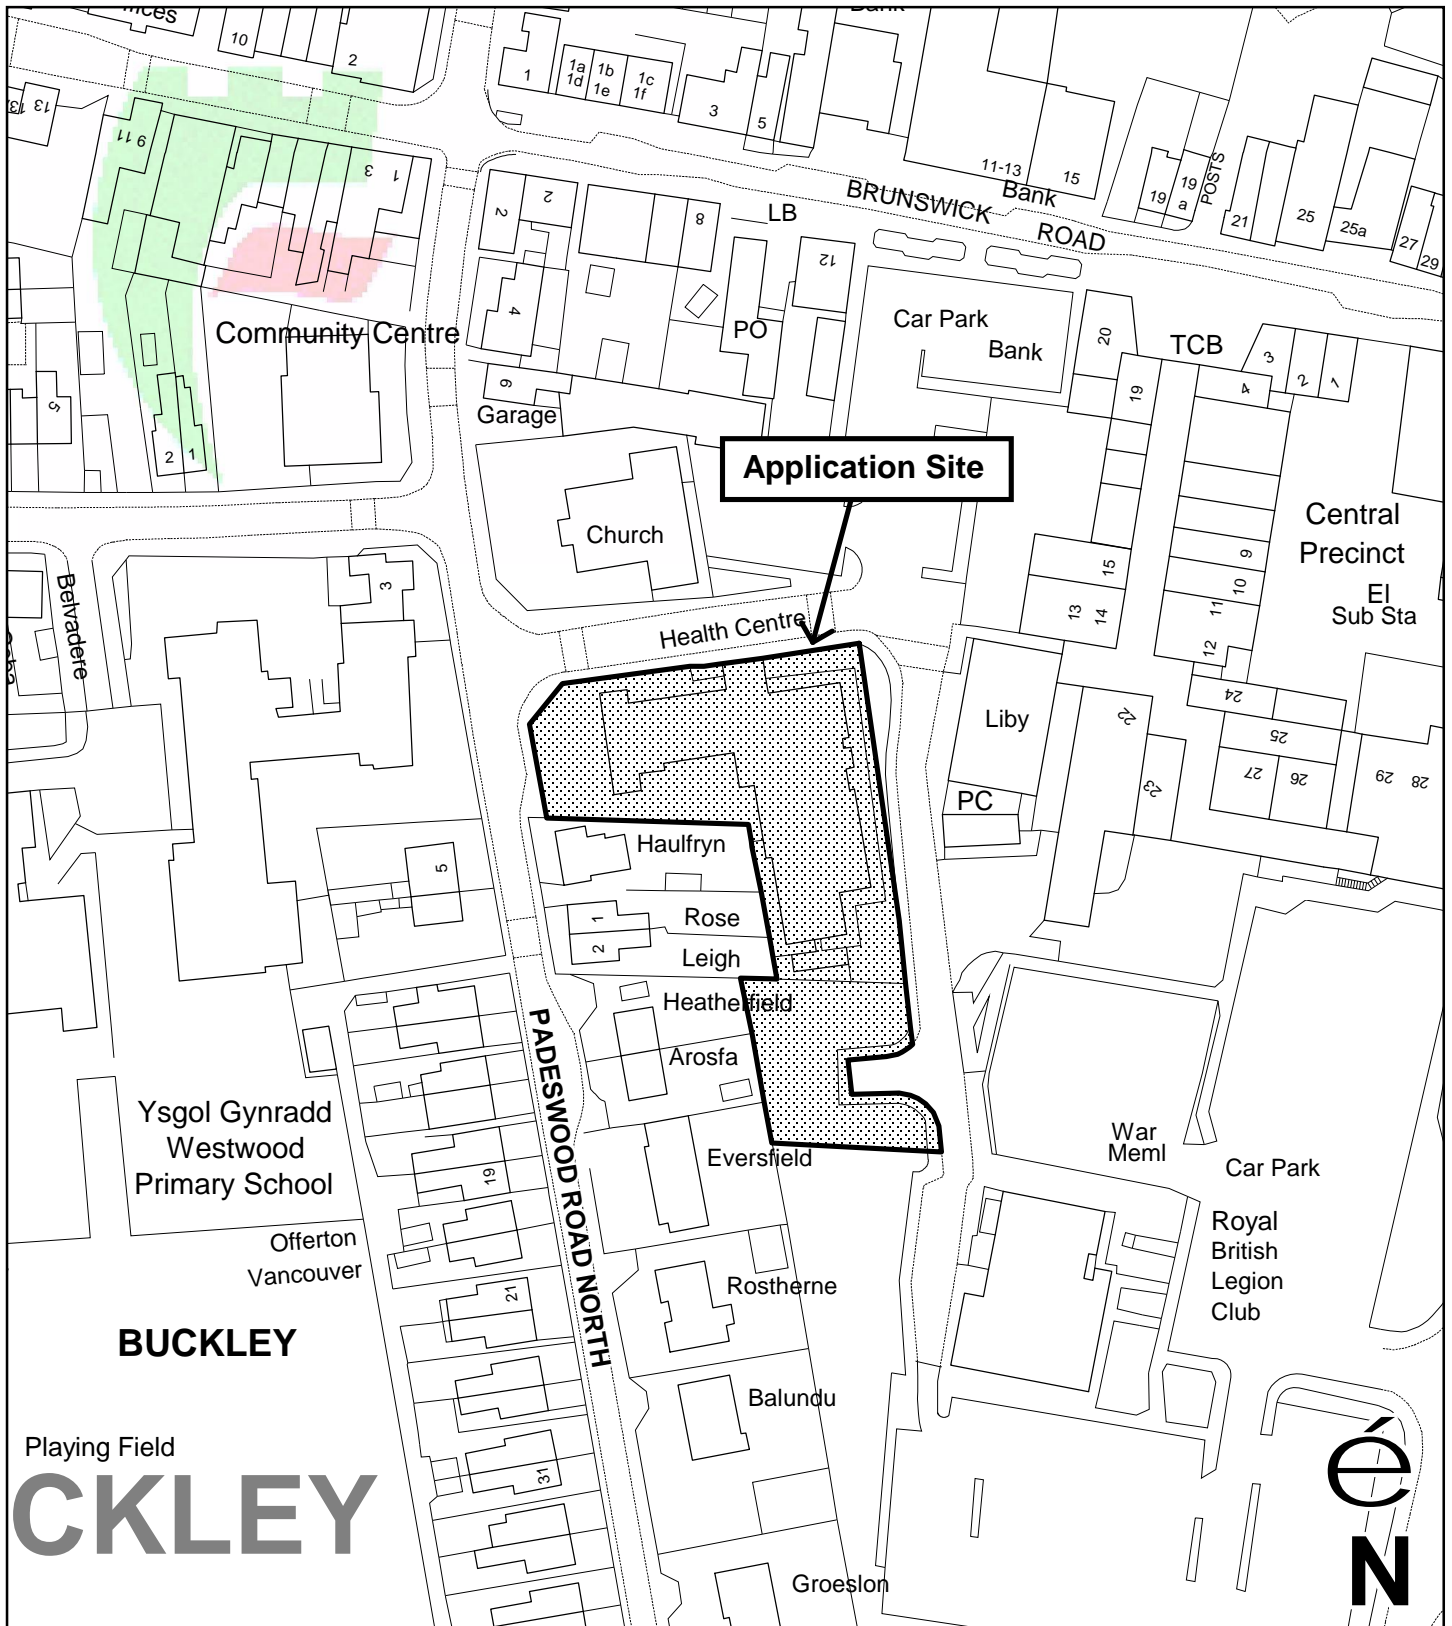 Bank
10
2
1
1a
1d
1b
1e
1c
1f
3
5
11-13
15
Bank
BRUNSWICK
ROAD
19
19
a
POSTS
21
25
25a
27
29
13
11
9
3
1
2
2
8
LB
12
4
PO
Car Park
Bank
20
TCB
3
2
1
4
19
Community Centre
6
Garage
5
2
1
Application Site
Church
Central
Precinct
El
Sub Sta
15
13
14
9
10
11
12
Belvadere
3
Health Centre
Liby
PC
22
23
24
25
27
26
29
28
Haulfryn
5
1
2
Rose
Leigh
Heatherfield
Arosfa
PADESWOOD ROAD NORTH
Ysgol Gynradd
Westwood
Primary School
19
Eversfield
War
Meml
Car Park
Offerton
Vancouver
21
Rostherne
Royal
British
Legion
Club
BUCKLEY
Balundu
Playing Field
CKLEY
31
Groeslon
é
N